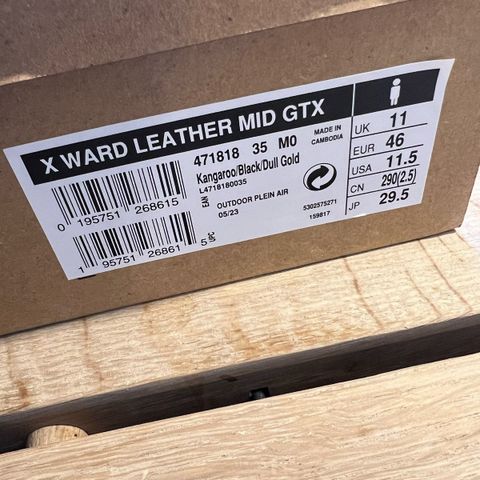 X WARD LEATHER MID GTX
471818 35 M0
Kangaroo/Black/Dull Gold
L4718180035
MADE IN
CAMBODIA
EAN
0 195751 268615
OUTDOOR PLEIN AIR
05/23
5302575271
159817
1 95751 26861 5
UPC
UK 11
EUR 46
USA 11.5
CN 290(2.5)
JP 29.5